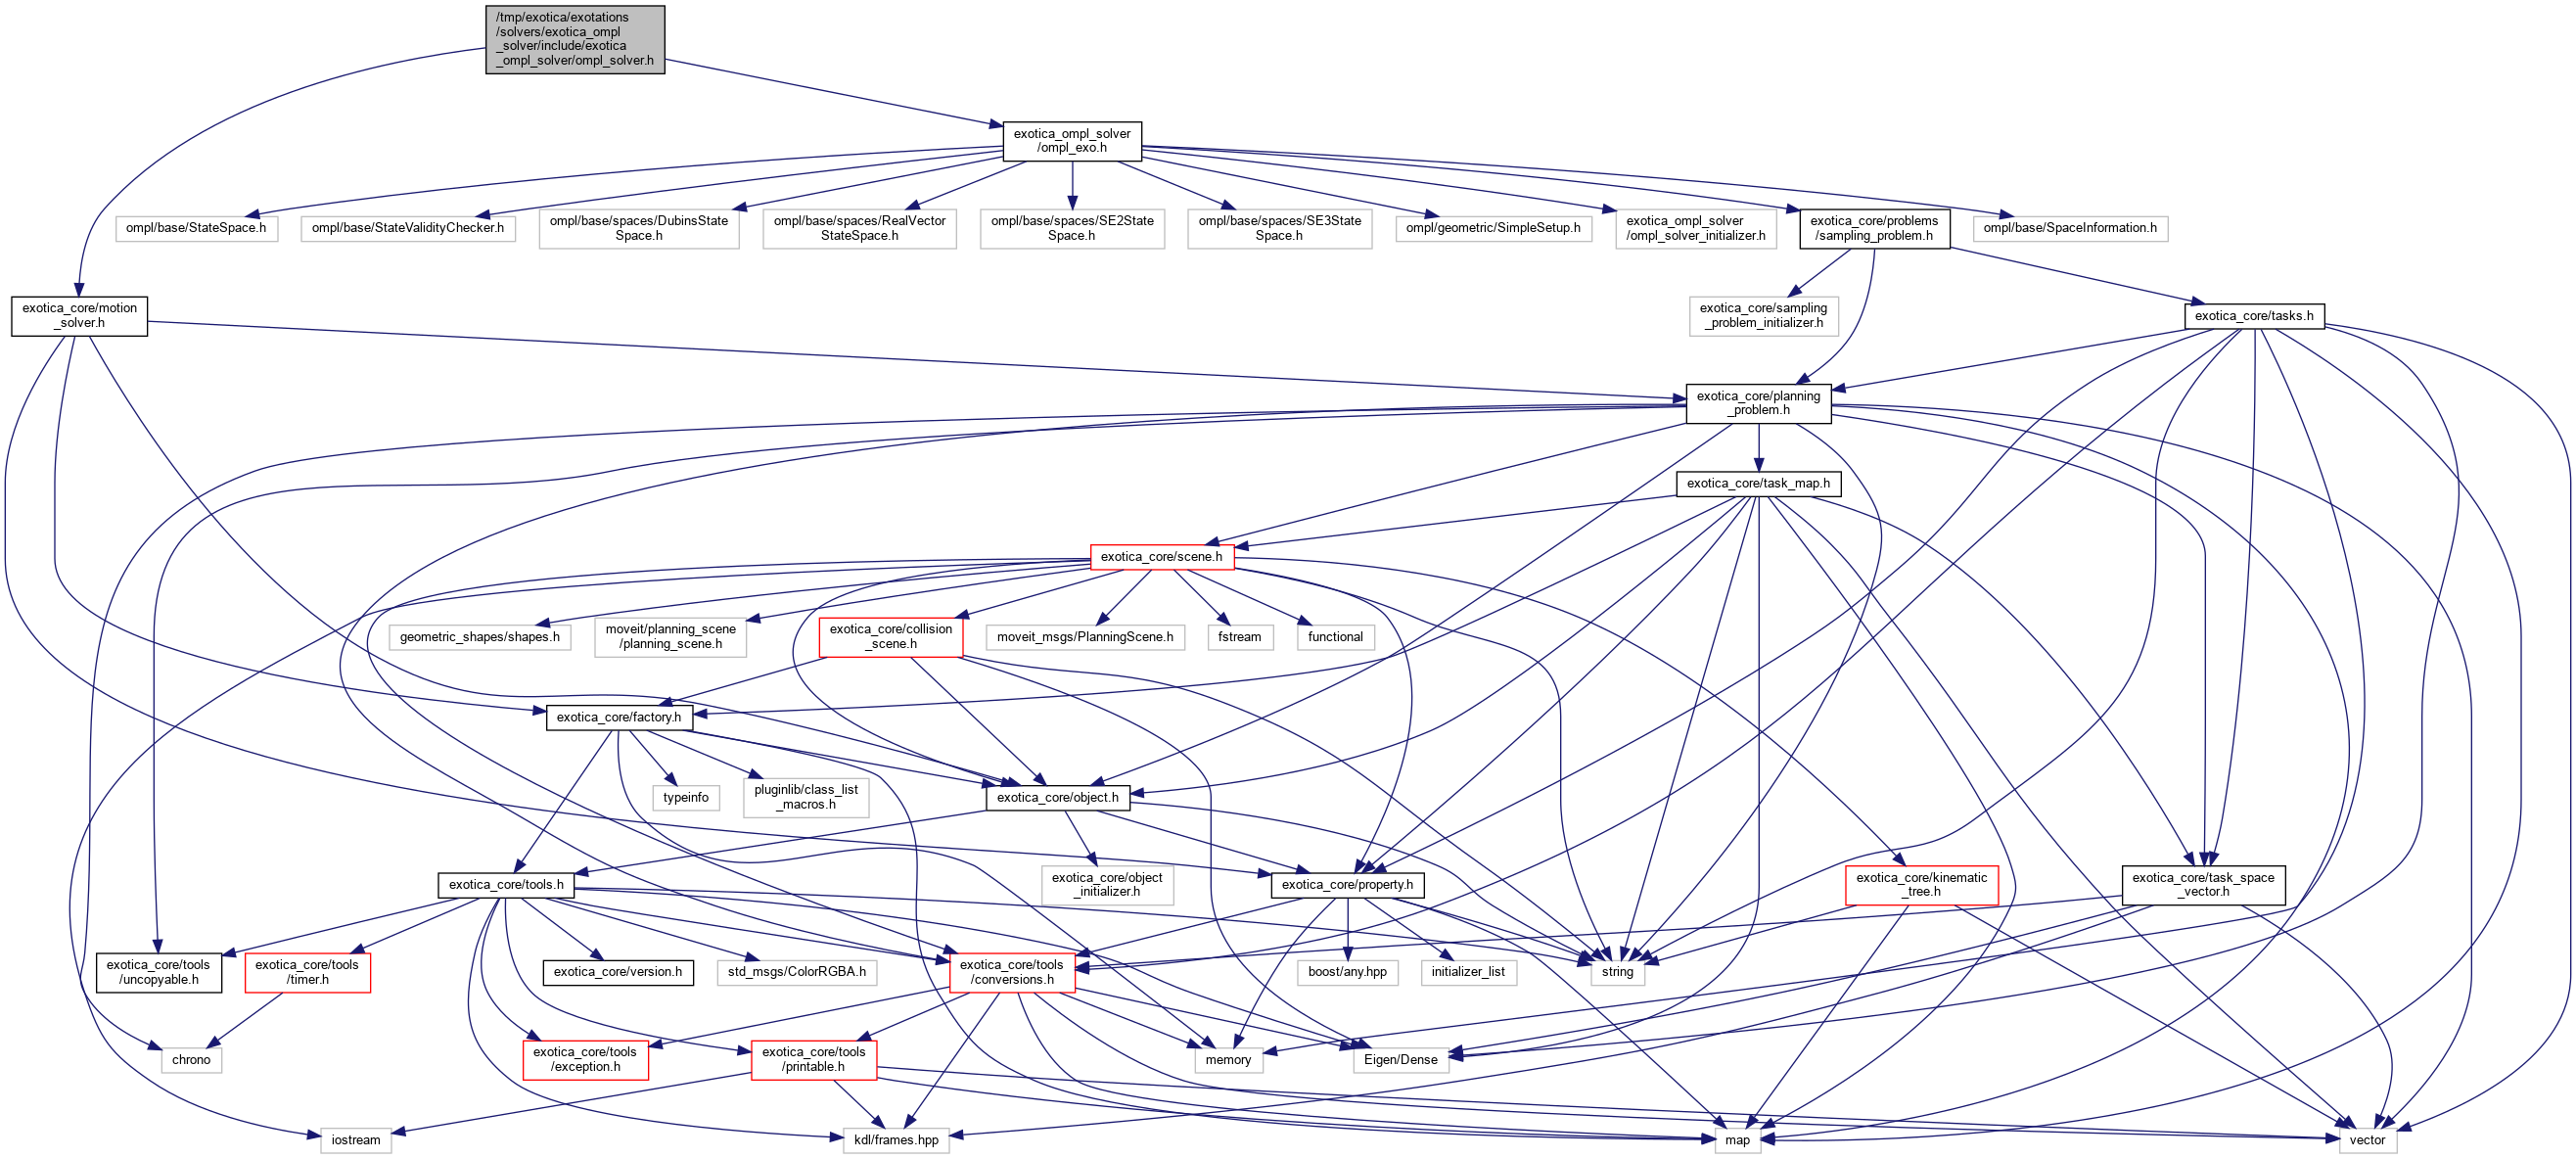 /tmp/exotica/exotations
/solvers/exotica_ompl
_solver/include/exotica
_ompl_solver/ompl_solver.h
exotica_ompl_solver
/ompl_exo.h
ompl/base/StateSpace.h
ompl/base/StateValidityChecker.h
ompl/base/spaces/DubinsState
Space.h
ompl/base/spaces/RealVector
StateSpace.h
ompl/base/spaces/SE2State
Space.h
ompl/base/spaces/SE3State
Space.h
ompl/geometric/SimpleSetup.h
exotica_ompl_solver
/ompl_solver_initializer.h
exotica_core/problems
/sampling_problem.h
ompl/base/SpaceInformation.h
exotica_core/motion
_solver.h
exotica_core/sampling
_problem_initializer.h
exotica_core/tasks.h
exotica_core/planning
_problem.h
exotica_core/task_map.h
exotica_core/scene.h
geometric_shapes/shapes.h
moveit/planning_scene
/planning_scene.h
exotica_core/collision
_scene.h
moveit_msgs/PlanningScene.h
fstream
functional
exotica_core/factory.h
typeinfo
pluginlib/class_list
_macros.h
exotica_core/object.h
exotica_core/tools.h
exotica_core/object
_initializer.h
exotica_core/property.h
exotica_core/kinematic
_tree.h
exotica_core/task_space
_vector.h
exotica_core/tools
/uncopyable.h
exotica_core/tools
/timer.h
exotica_core/version.h
std_msgs/ColorRGBA.h
exotica_core/tools
/conversions.h
boost/any.hpp
initializer_list
string
chrono
exotica_core/tools
/exception.h
exotica_core/tools
/printable.h
memory
Eigen/Dense
iostream
kdl/frames.hpp
map
vector